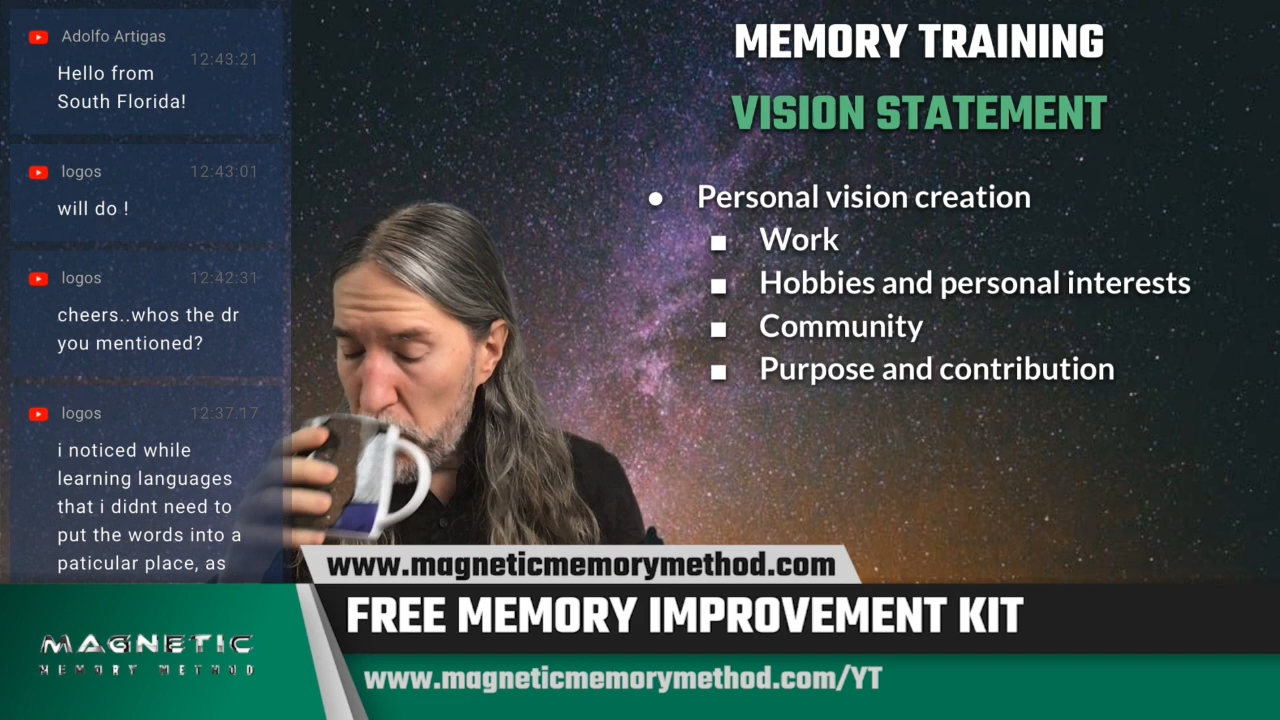 Adolfo Artigas
12:43:21
Hello from
South Florida!
logos 12:43:01
will do !
logos 12:42:31
cheers..whos the dr
you mentioned?
logos 12:37:17
i noticed while
learning languages
that i didnt need to
put the words into a
paticular place, as
MEMORY TRAINING
VISION STATEMENT
● Personal vision creation
■ Work
■ Hobbies and personal interests
■ Community
■ Purpose and contribution
www.magneticmemorymethod.com
FREE MEMORY IMPROVEMENT KIT
www.magneticmemorymethod.com/YT
MAGNETIC
MEMORY METHOD